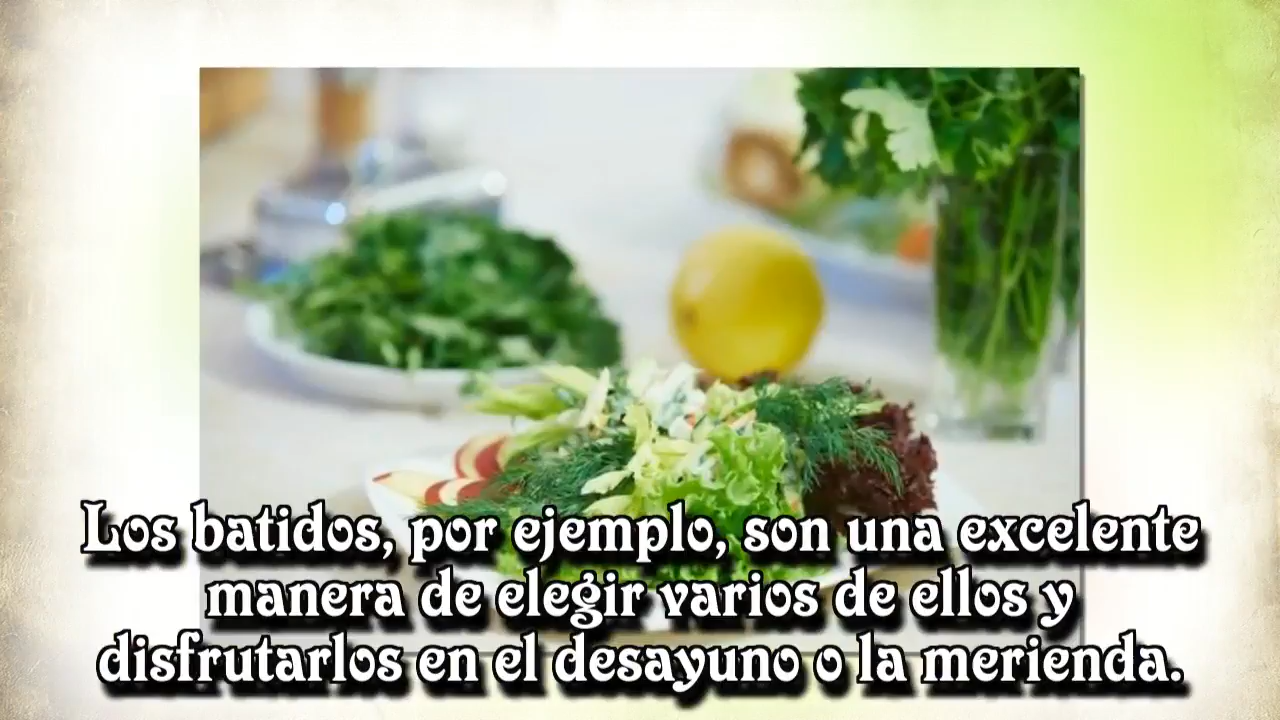 Los batidos, por ejemplo, son una excelente
manera de elegir varios de ellos y
disfrutarlos en el desayuno o la merienda.